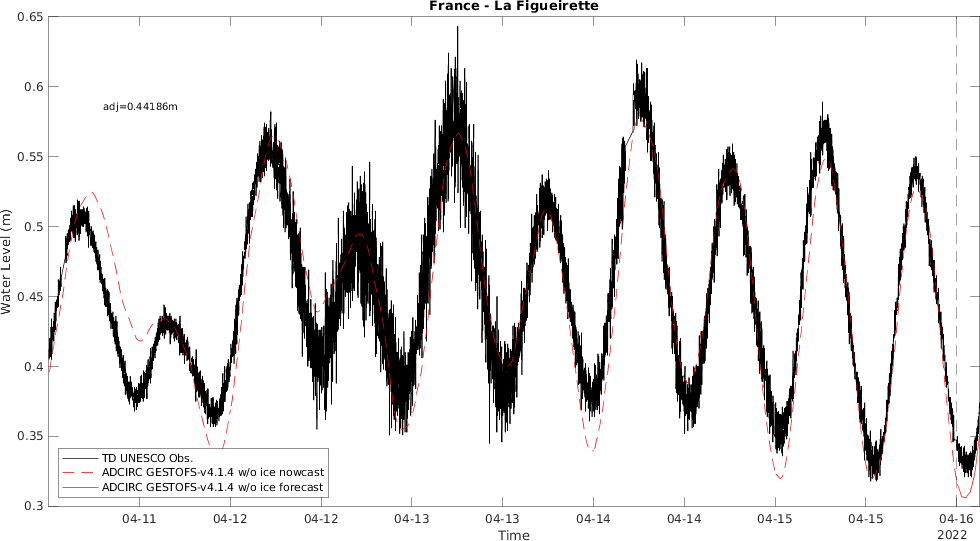 France - La Figueirette
0.65
0.6
0.55
0.5
0.45
0.4
0.35
0.3
Water Level (m)
adj=0.44186m
TD UNESCO Obs.
ADCIRC GESTOFS-v4.1.4 w/o ice nowcast
ADCIRC GESTOFS-v4.1.4 w/o ice forecast
04-11 04-12 04-12 04-13 04-13 04-14 04-14 04-15 04-15 04-16
2022
Time